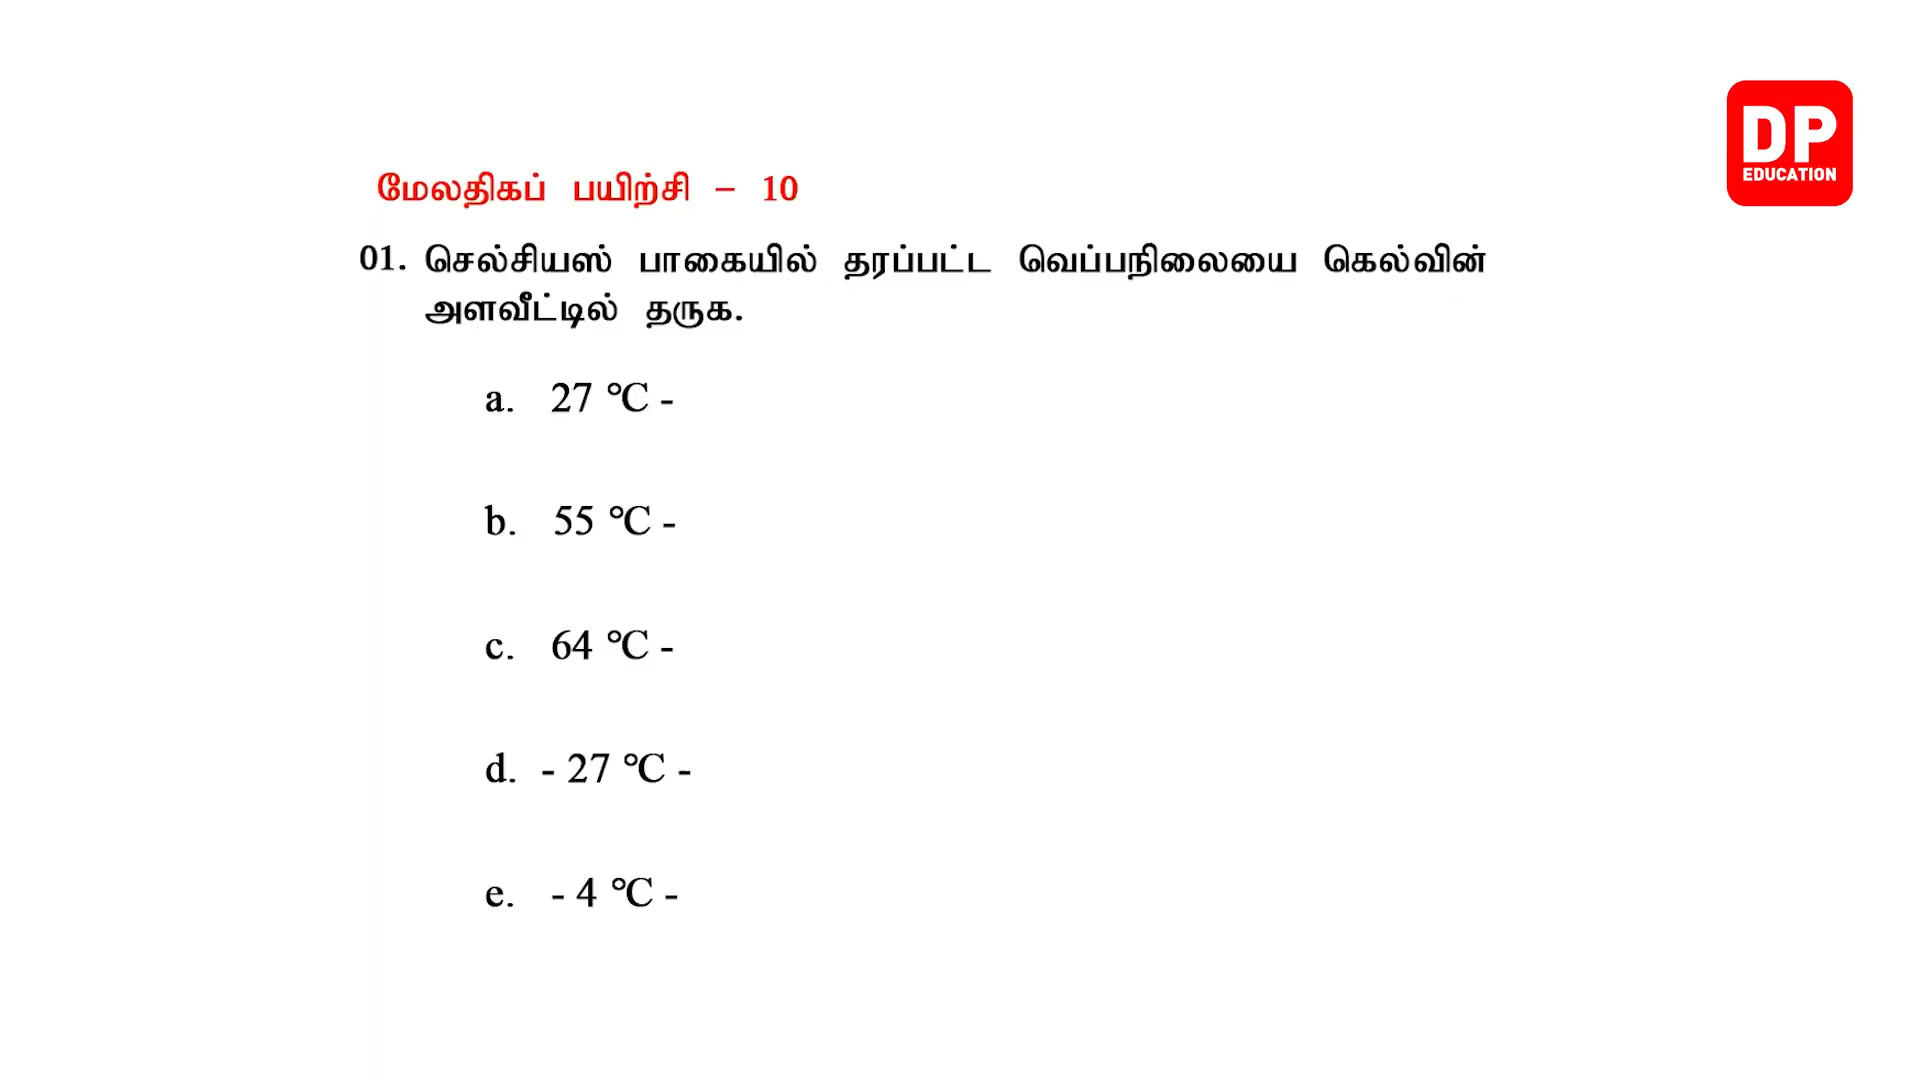 DP
EDUCATION
மேலதிகப் பயிற்சி – 10
01. செல்சியஸ் பாகையில் தரப்பட்ட வெப்பநிலையை கெல்வின்
அளவீட்டில் தருக.
a. 27 ℃ -
b. 55 ℃ -
c. 64 ℃ -
d. - 27 ℃ -
e. - 4 ℃ -